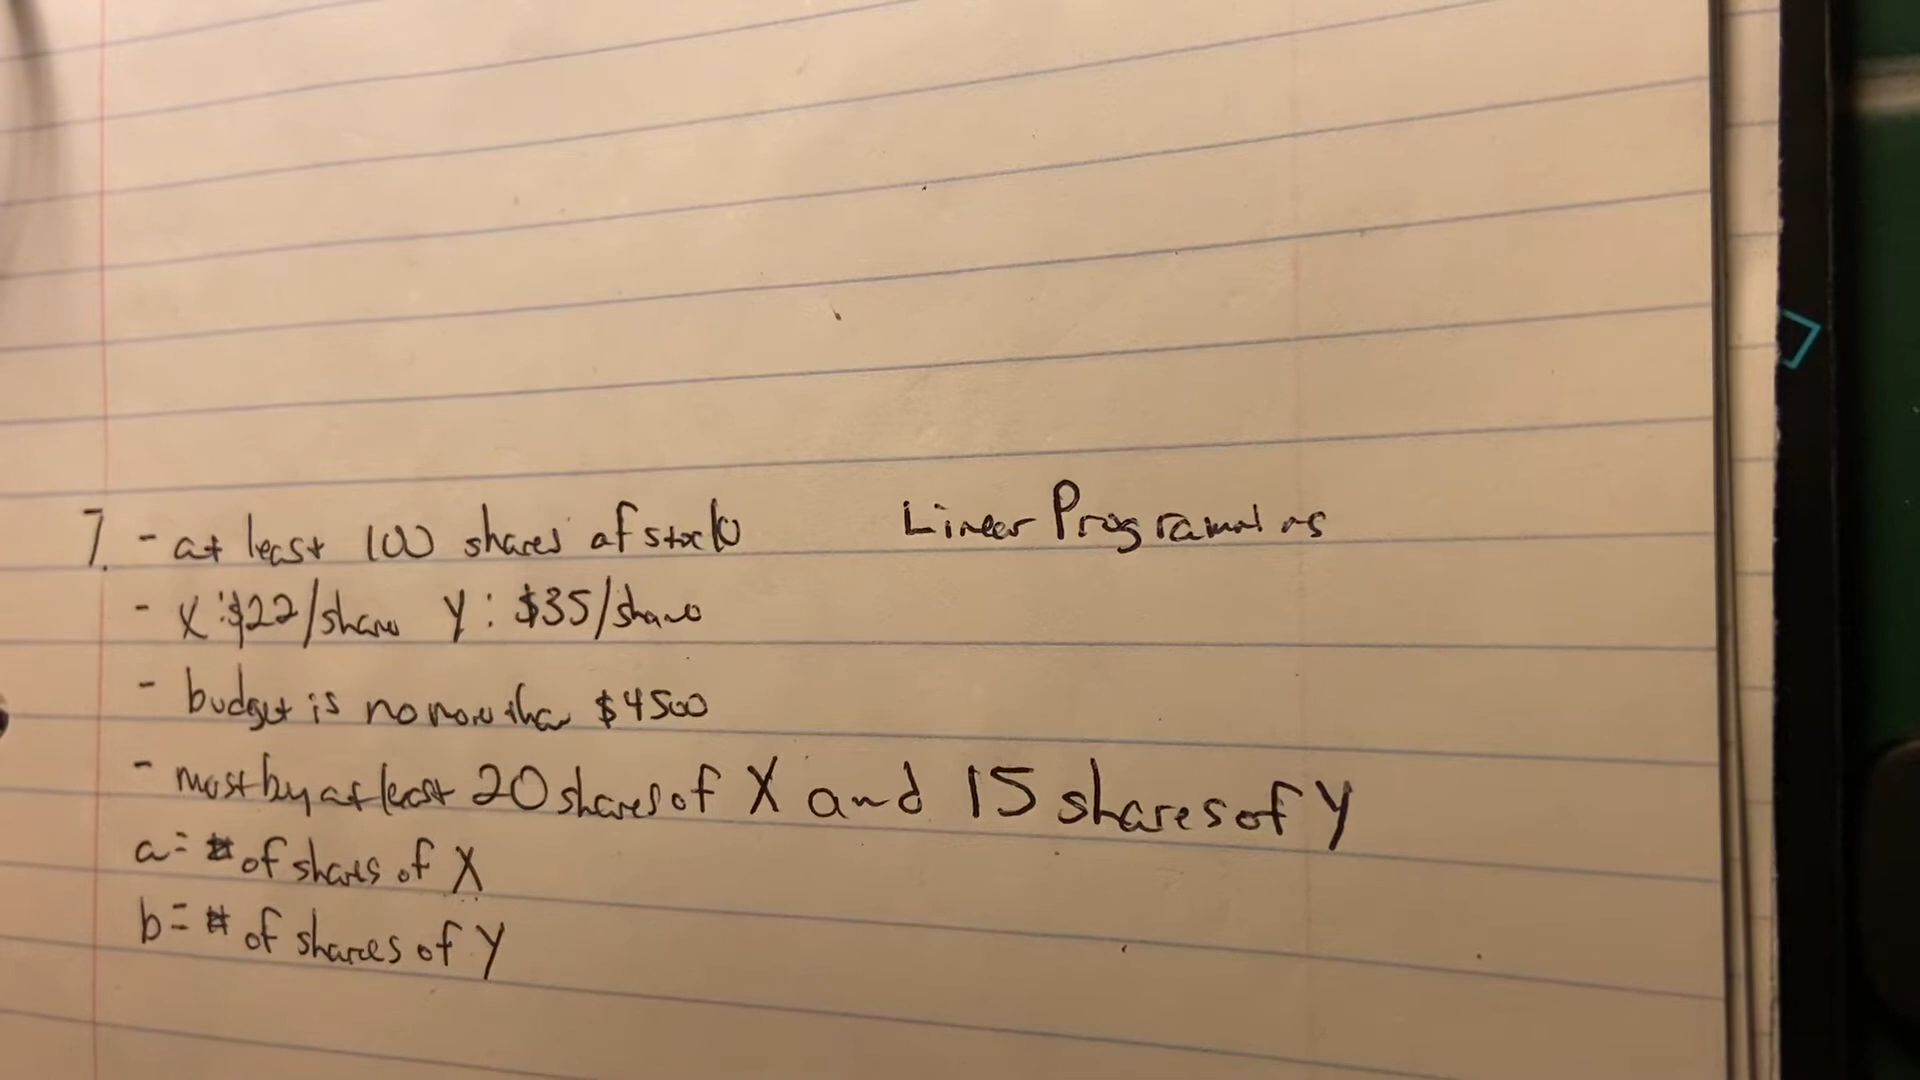 7. - at least 100 shares of stock Linear Programming
- X: $22/share Y: $35/share
- budget is no more than $4500
- must by at least 20 shares of X and 15 shares of Y
a = # of shares of X
b = # of shares of Y